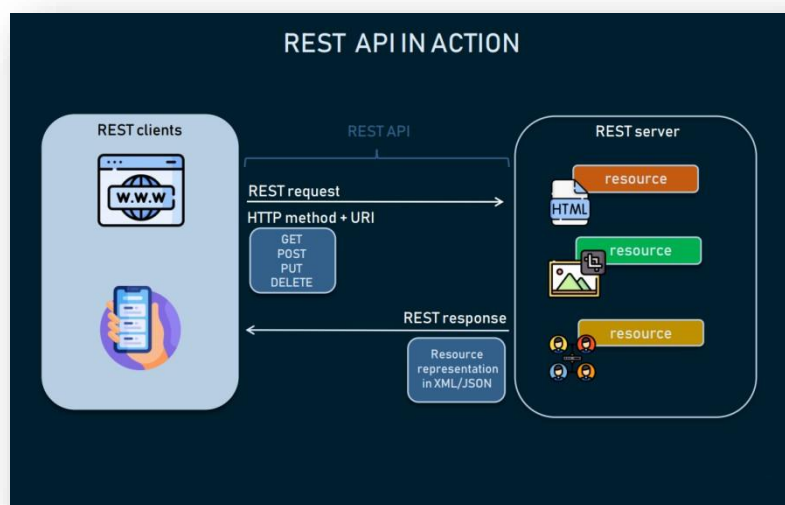 REST API IN ACTION
REST clients
W.W.W
REST API
REST request
HTTP method + URI
GET
POST
PUT
DELETE
REST response
Resource
representation
in XML/JSON
REST server
resource
HTML
resource
resource